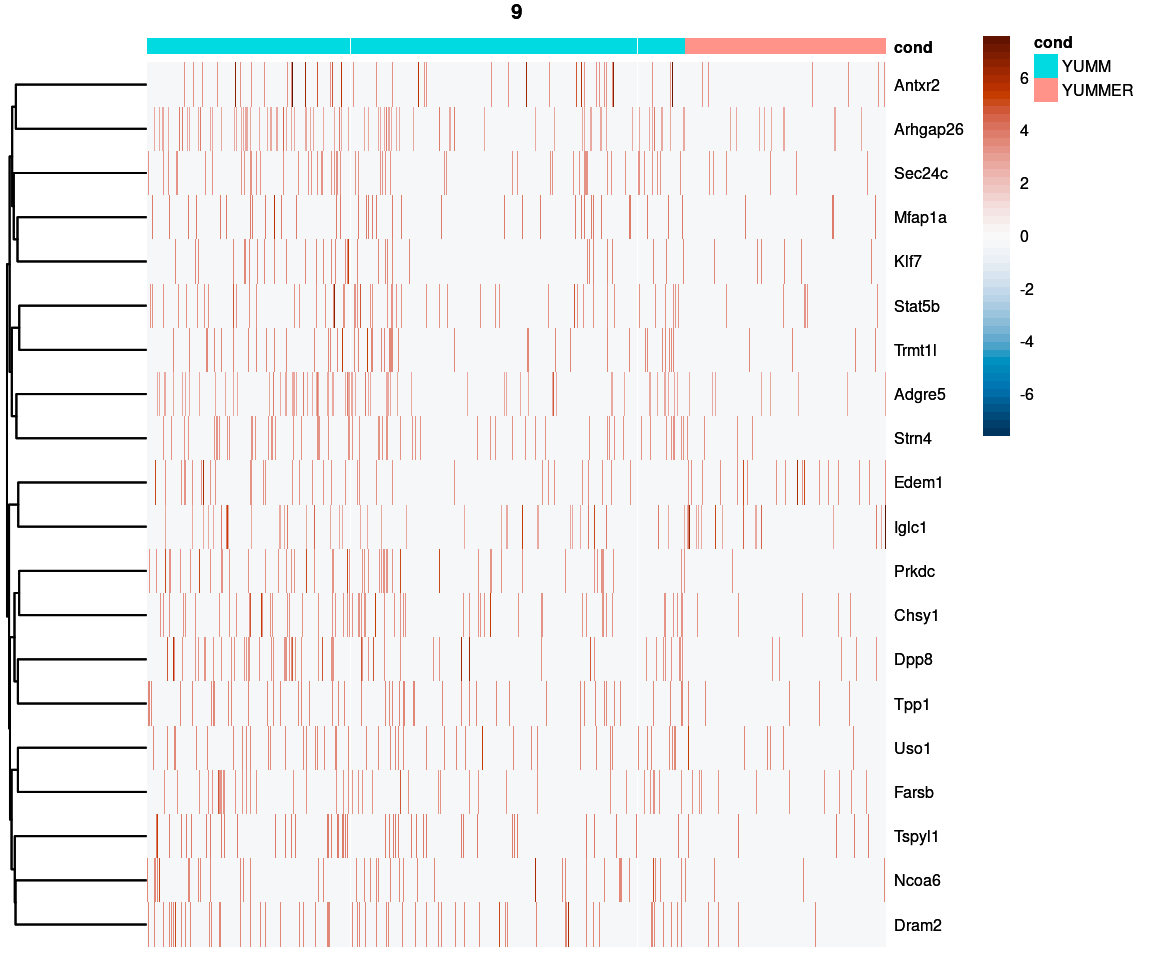 9
cond
Antxr2
Arhgap26
Sec24c
Mfap1a
Klf7
Stat5b
Trmt1l
Adgre5
Strn4
Edem1
Iglc1
Prkdc
Chsy1
Dpp8
Tpp1
Uso1
Farsb
Tspyl1
Ncoa6
Dram2
6
4
2
0
-2
-4
-6
cond
YUMM
YUMMER